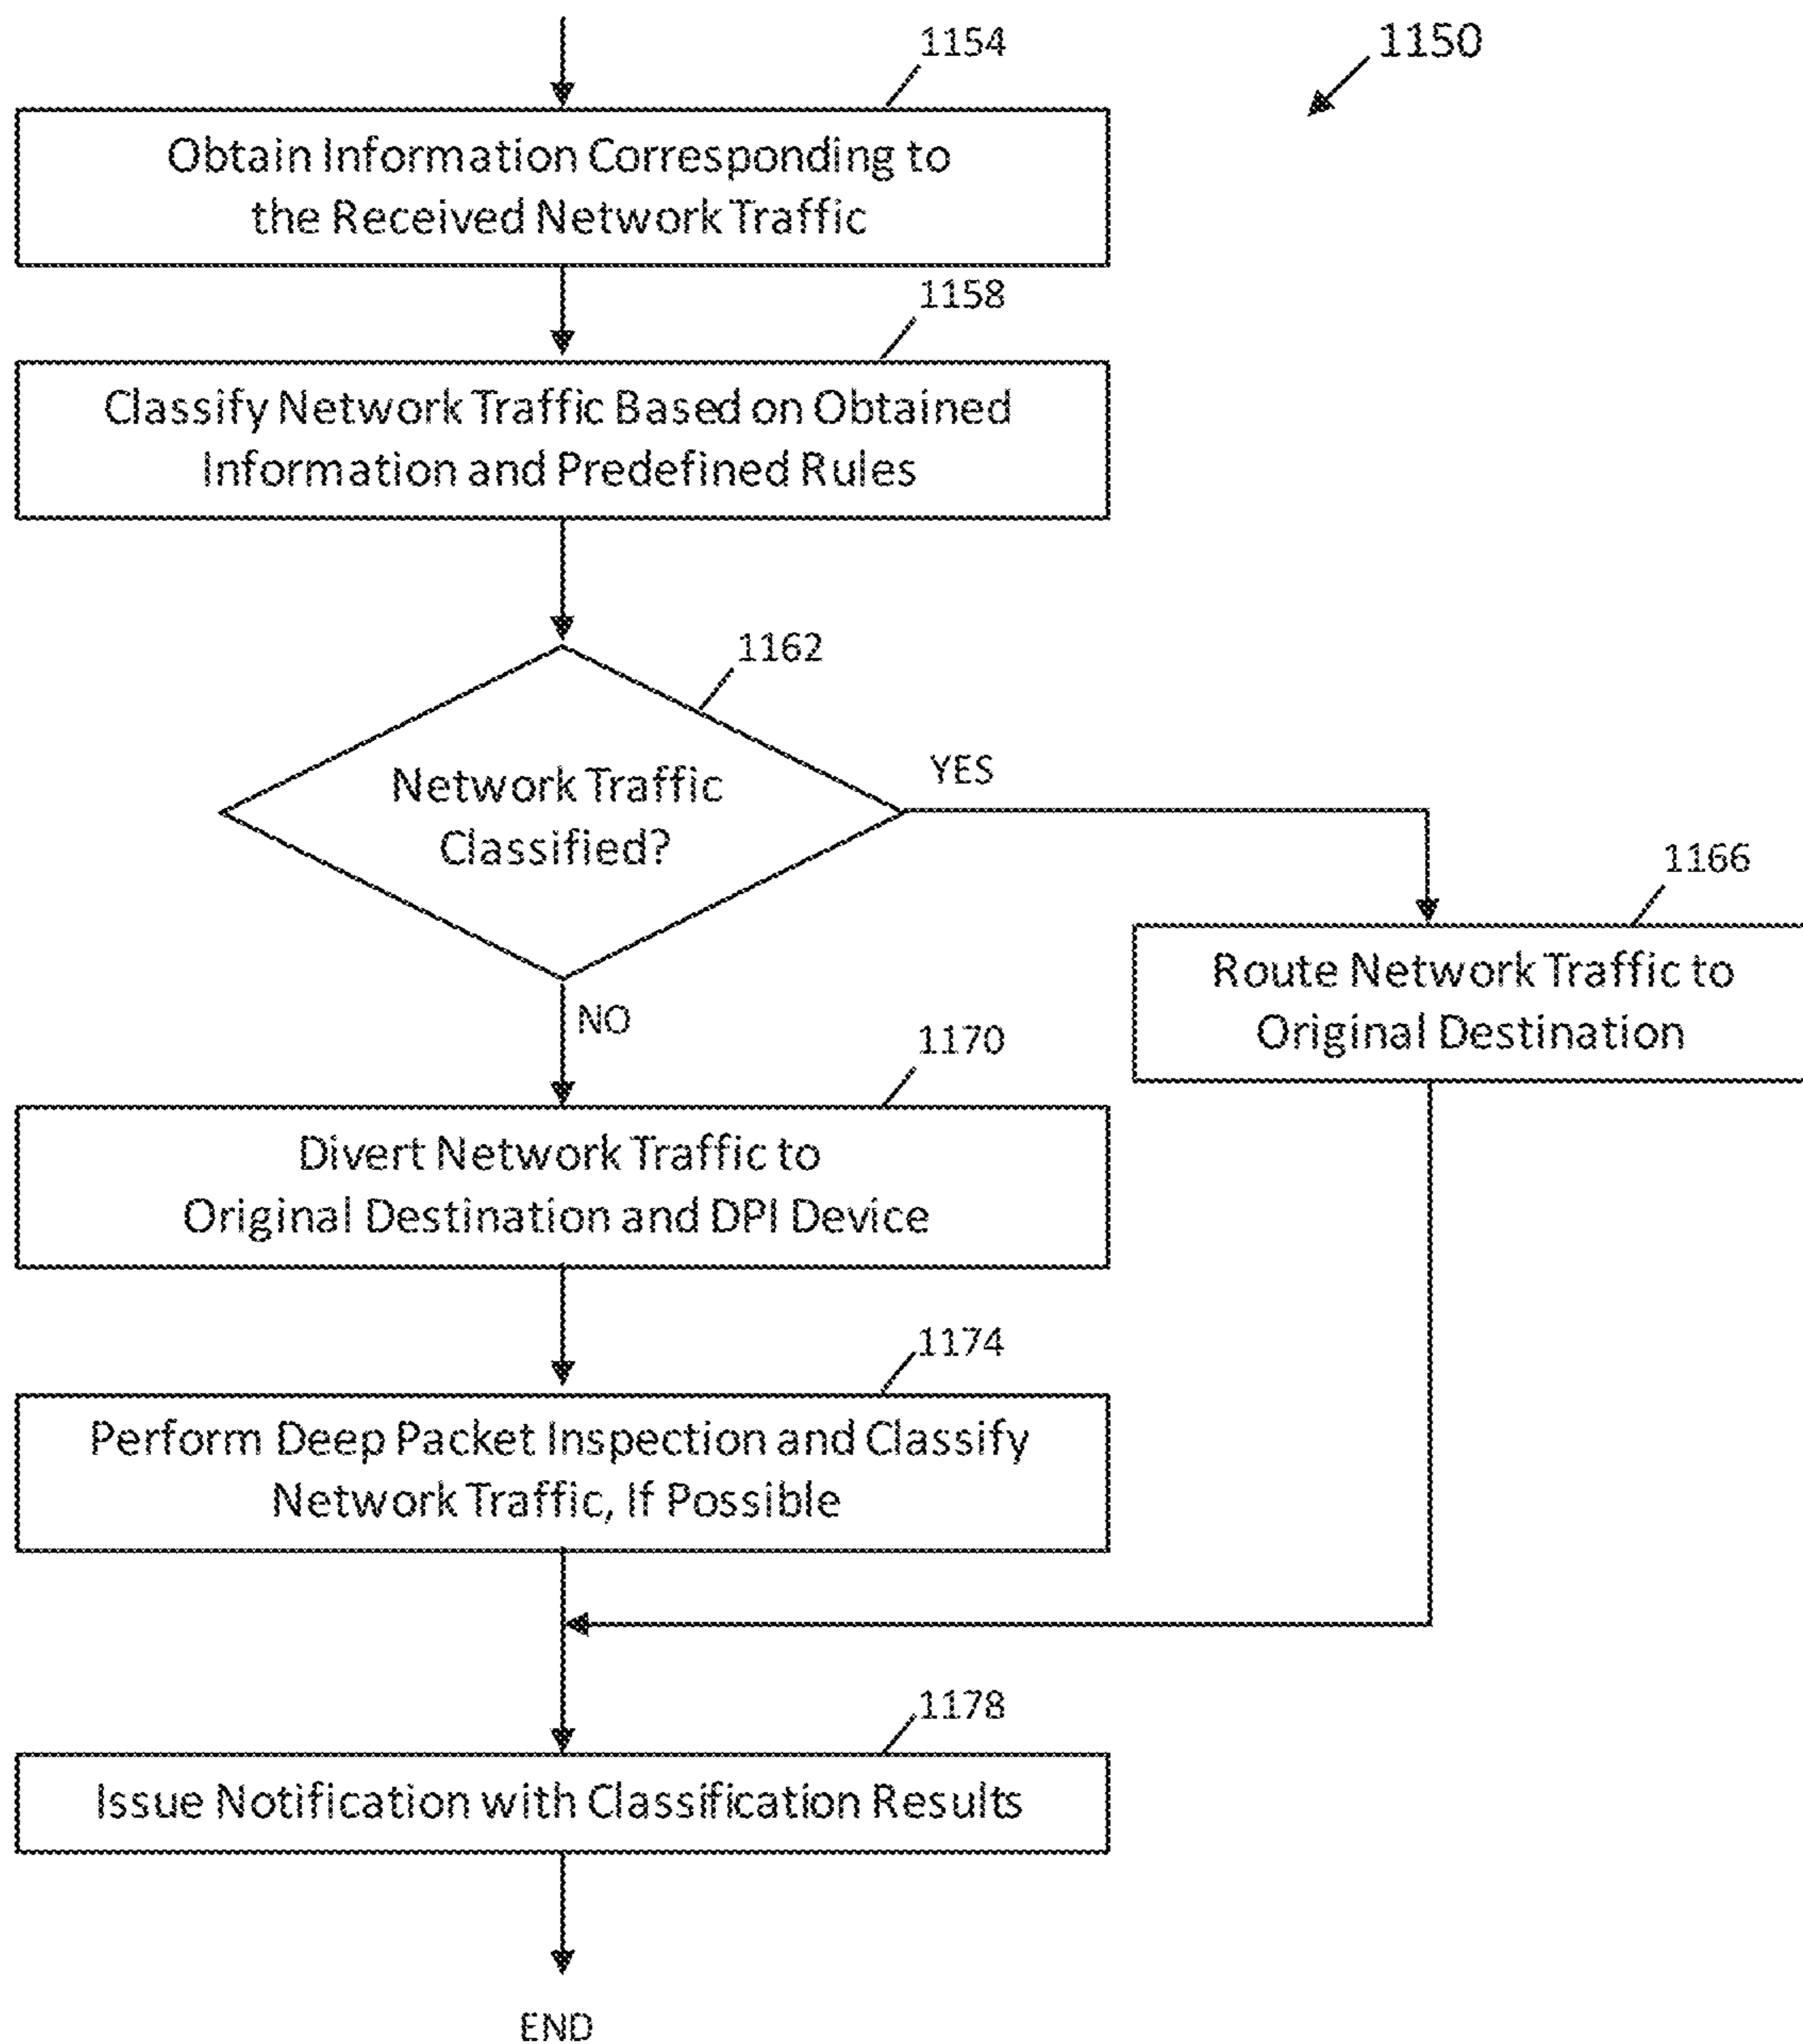 1154
1150
Obtain Information Corresponding to
the Received Network Traffic
1158
Classify Network Traffic Based on Obtained
Information and Predefined Rules
1162
Network Traffic
Classified?
YES
1166
Route Network Traffic to
Original Destination
NO
1170
Divert Network Traffic to
Original Destination and DPI Device
1174
Perform Deep Packet Inspection and Classify
Network Traffic, If Possible
1178
Issue Notification with Classification Results
END